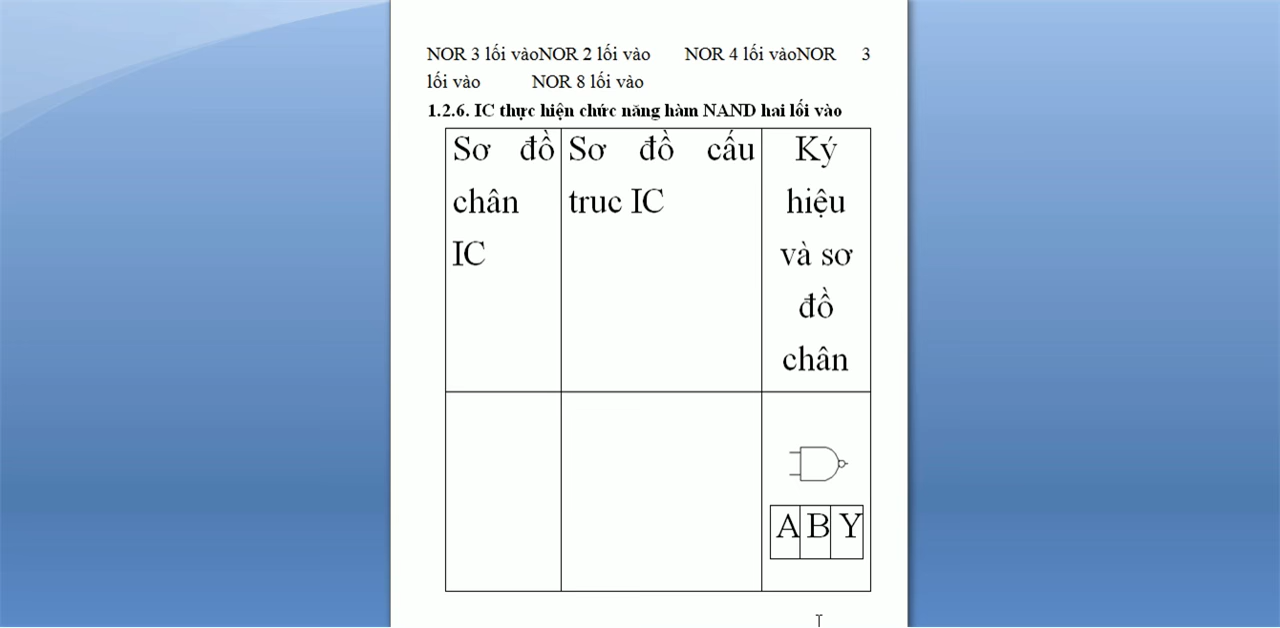 NOR 3 lối vàoNOR 2 lối vào NOR 4 lối vàoNOR 3
lối vào NOR 8 lối vào
1.2.6. IC thực hiện chức năng hàm NAND hai lối vào
Sơ đồ
chân
IC
Sơ đồ cấu
truc IC
Ký
hiệu
và sơ
đồ
chân
A B Y